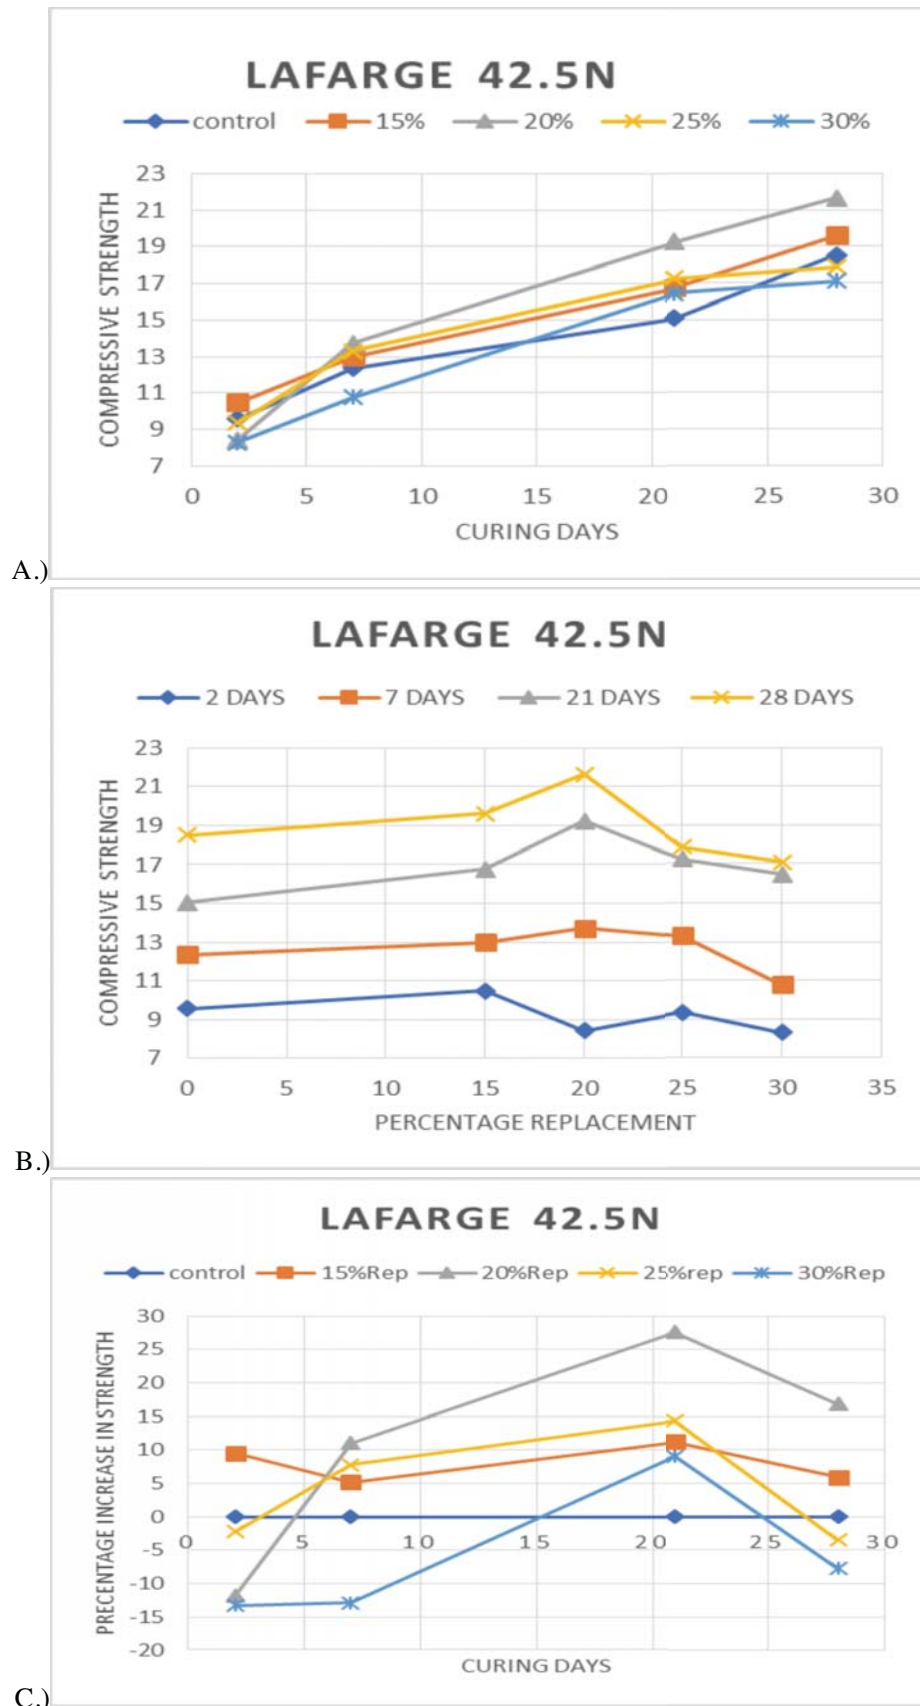 LAFARGE 42.5N
control 15% 20% 25% 30%
COMPRESSIVE STRENGTH
23
21
19
17
15
13
11
9
7
0 5 10 15 20 25 30
CURING DAYS
A.)
LAFARGE 42.5N
2 DAYS 7 DAYS 21 DAYS 28 DAYS
COMPRESSIVE STRENGTH
23
21
19
17
15
13
11
9
7
0 5 10 15 20 25 30 35
PERCENTAGE REPLACEMENT
B.)
LAFARGE 42.5N
control 15%Rep 20%Rep 25%rep 30%Rep
PRECENTAGE INCREASE IN STRENGTH
30
25
20
15
10
5
0
0 5 10 15 20 25 30
-5
-10
-15
-20
CURING DAYS
C.)